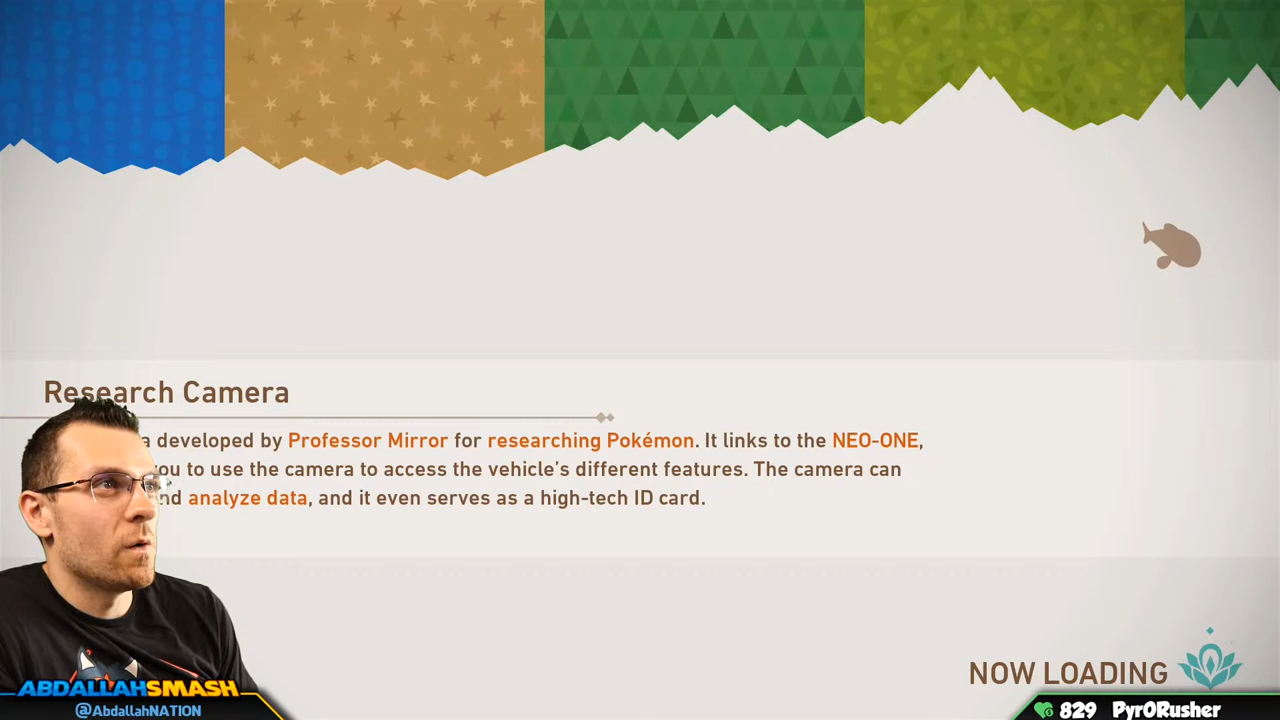 Research Camera
a developed by Professor Mirror for researching Pokémon. It links to the NEO-ONE,
you to use the camera to access the vehicle's different features. The camera can
and analyze data, and it even serves as a high-tech ID card.
NOW LOADING
ABDALLAHSMASH
@AbdallahNATION
829 PyrORusher